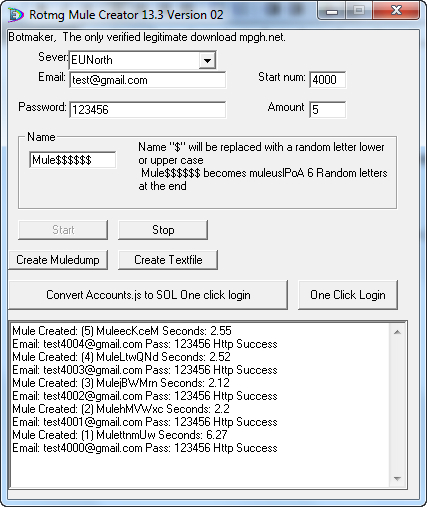 Rotmg Mule Creator 13.3 Version 02
Botmaker, The only verified legitimate download mpgh.net.
Sever: EUNorth
Email: test@gmail.com Start num: 4000
Password: 123456 Amount 5
Name
Mule$$$$$$
Name "$" will be replaced with a random letter lower
or upper case
Mule$$$$$$ becomes muleuslPoA 6 Random letters
at the end
Start Stop
Create Muledump Create Textfile
Convert Accounts.js to SOL One click login One Click Login
Mule Created: (5) MuleecKceM Seconds: 2.55
Email: test4004@gmail.com Pass: 123456 Http Success
Mule Created: (4) MuleLtwQNd Seconds: 2.52
Email: test4003@gmail.com Pass: 123456 Http Success
Mule Created: (3) MulejBWMrn Seconds: 2.12
Email: test4002@gmail.com Pass: 123456 Http Success
Mule Created: (2) MulehMVWxc Seconds: 2.2
Email: test4001@gmail.com Pass: 123456 Http Success
Mule Created: (1) MulettnmUw Seconds: 6.27
Email: test4000@gmail.com Pass: 123456 Http Success